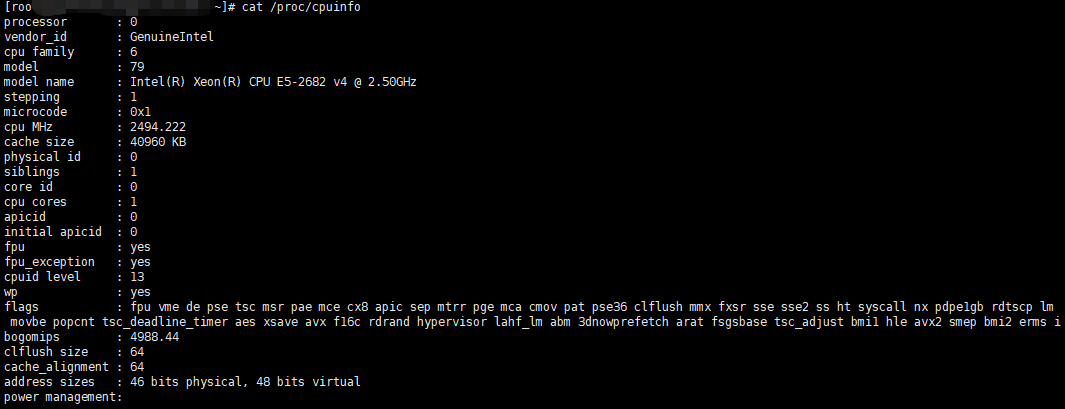 [roo ~]# cat /proc/cpuinfo
processor : 0
vendor_id : GenuineIntel
cpu family : 6
model : 79
model name : Intel(R) Xeon(R) CPU E5-2682 v4 @ 2.50GHz
stepping : 1
microcode : 0x1
cpu MHz : 2494.222
cache size : 40960 KB
physical id : 0
siblings : 1
core id : 0
cpu cores : 1
apicid : 0
initial apicid : 0
fpu : yes
fpu_exception : yes
cpuid level : 13
wp : yes
flags : fpu vme de pse tsc msr pae mce cx8 apic sep mtrr pge mca cmov pat pse36 clflush mmx fxsr sse sse2 ss ht syscall nx pdpe1gb rdtscp lm
movbe popcnt tsc_deadline_timer aes xsave avx f16c rdrand hypervisor lahf_lm abm 3dnowprefetch arat fsgsbase tsc_adjust bmi1 hle avx2 smep bmi2 erms i
bogomips : 4988.44
clflush size : 64
cache_alignment : 64
address sizes : 46 bits physical, 48 bits virtual
power management: